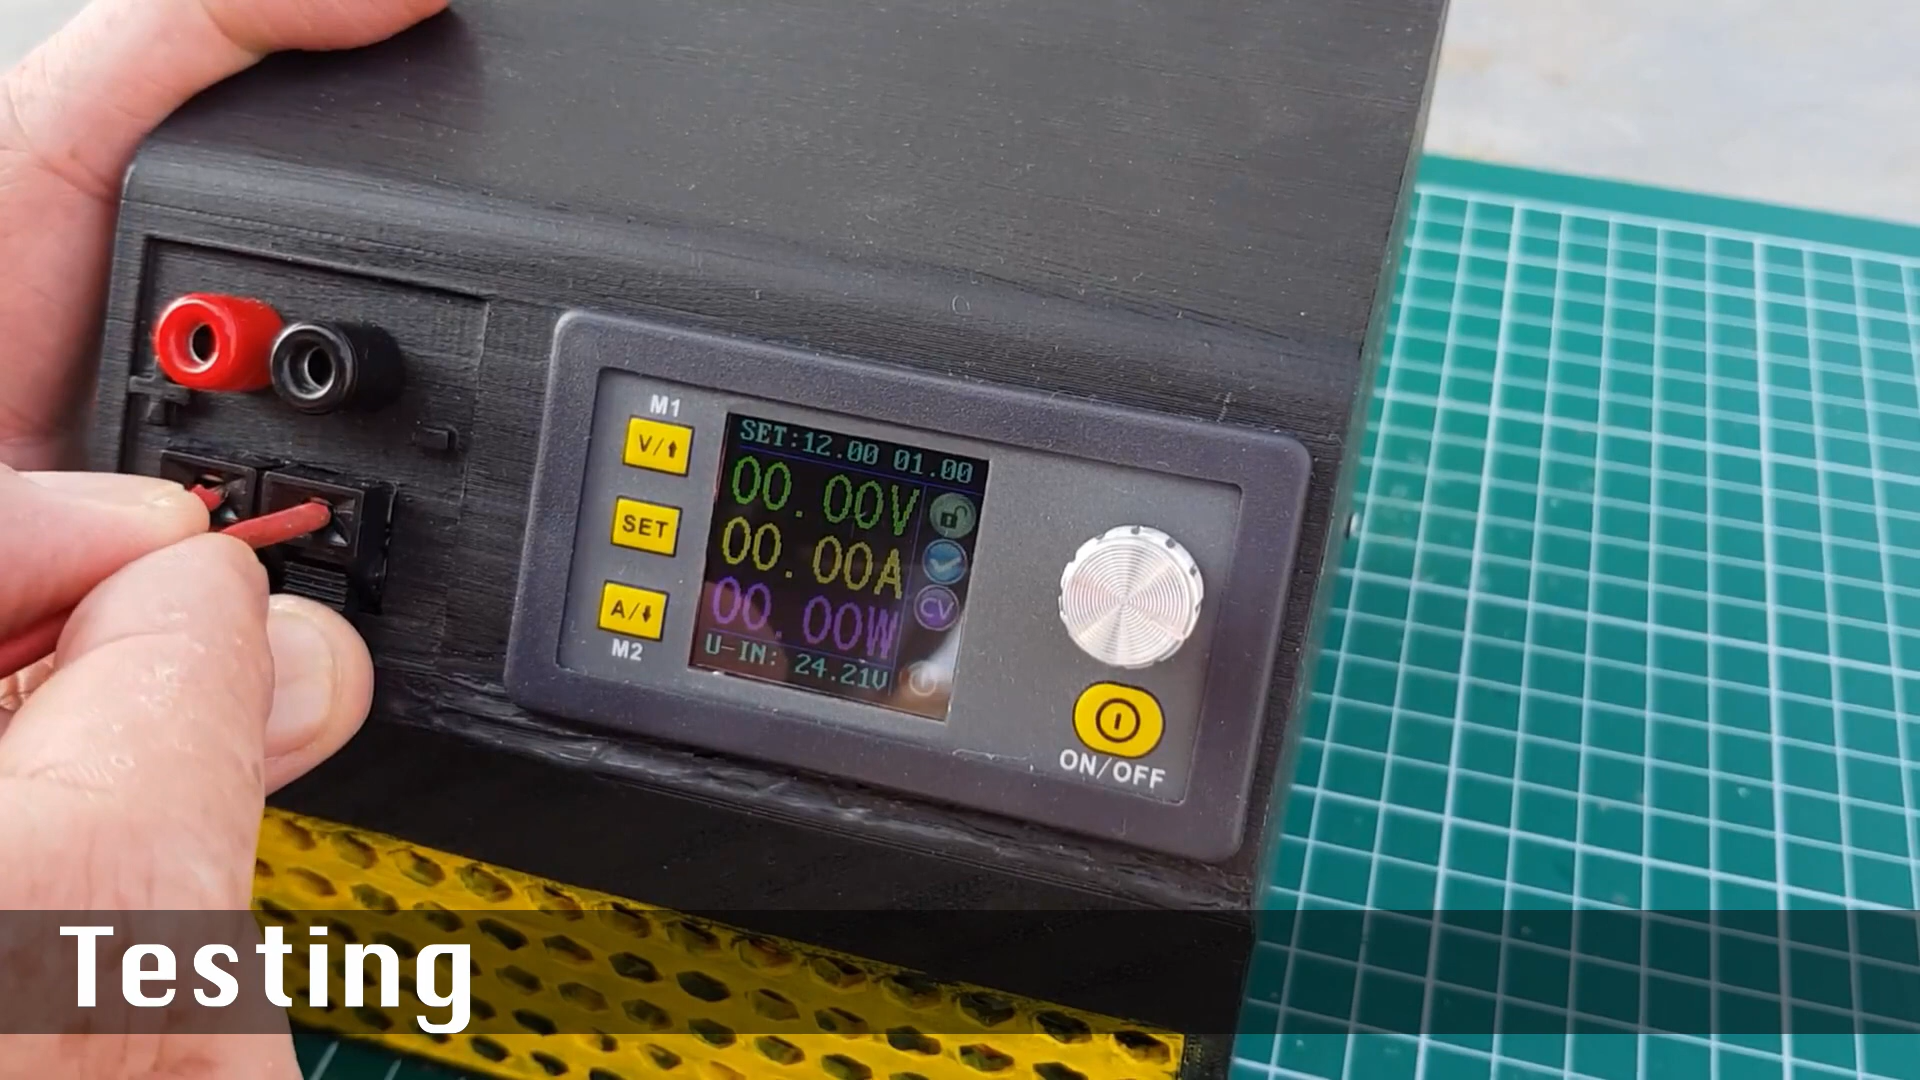 M1
V/⬆
SET
A/⬇
M2
SET:12.00 01.00
00.00V
00.00A
00.00W
CV
U-IN: 24.21V
ON/OFF
Testing